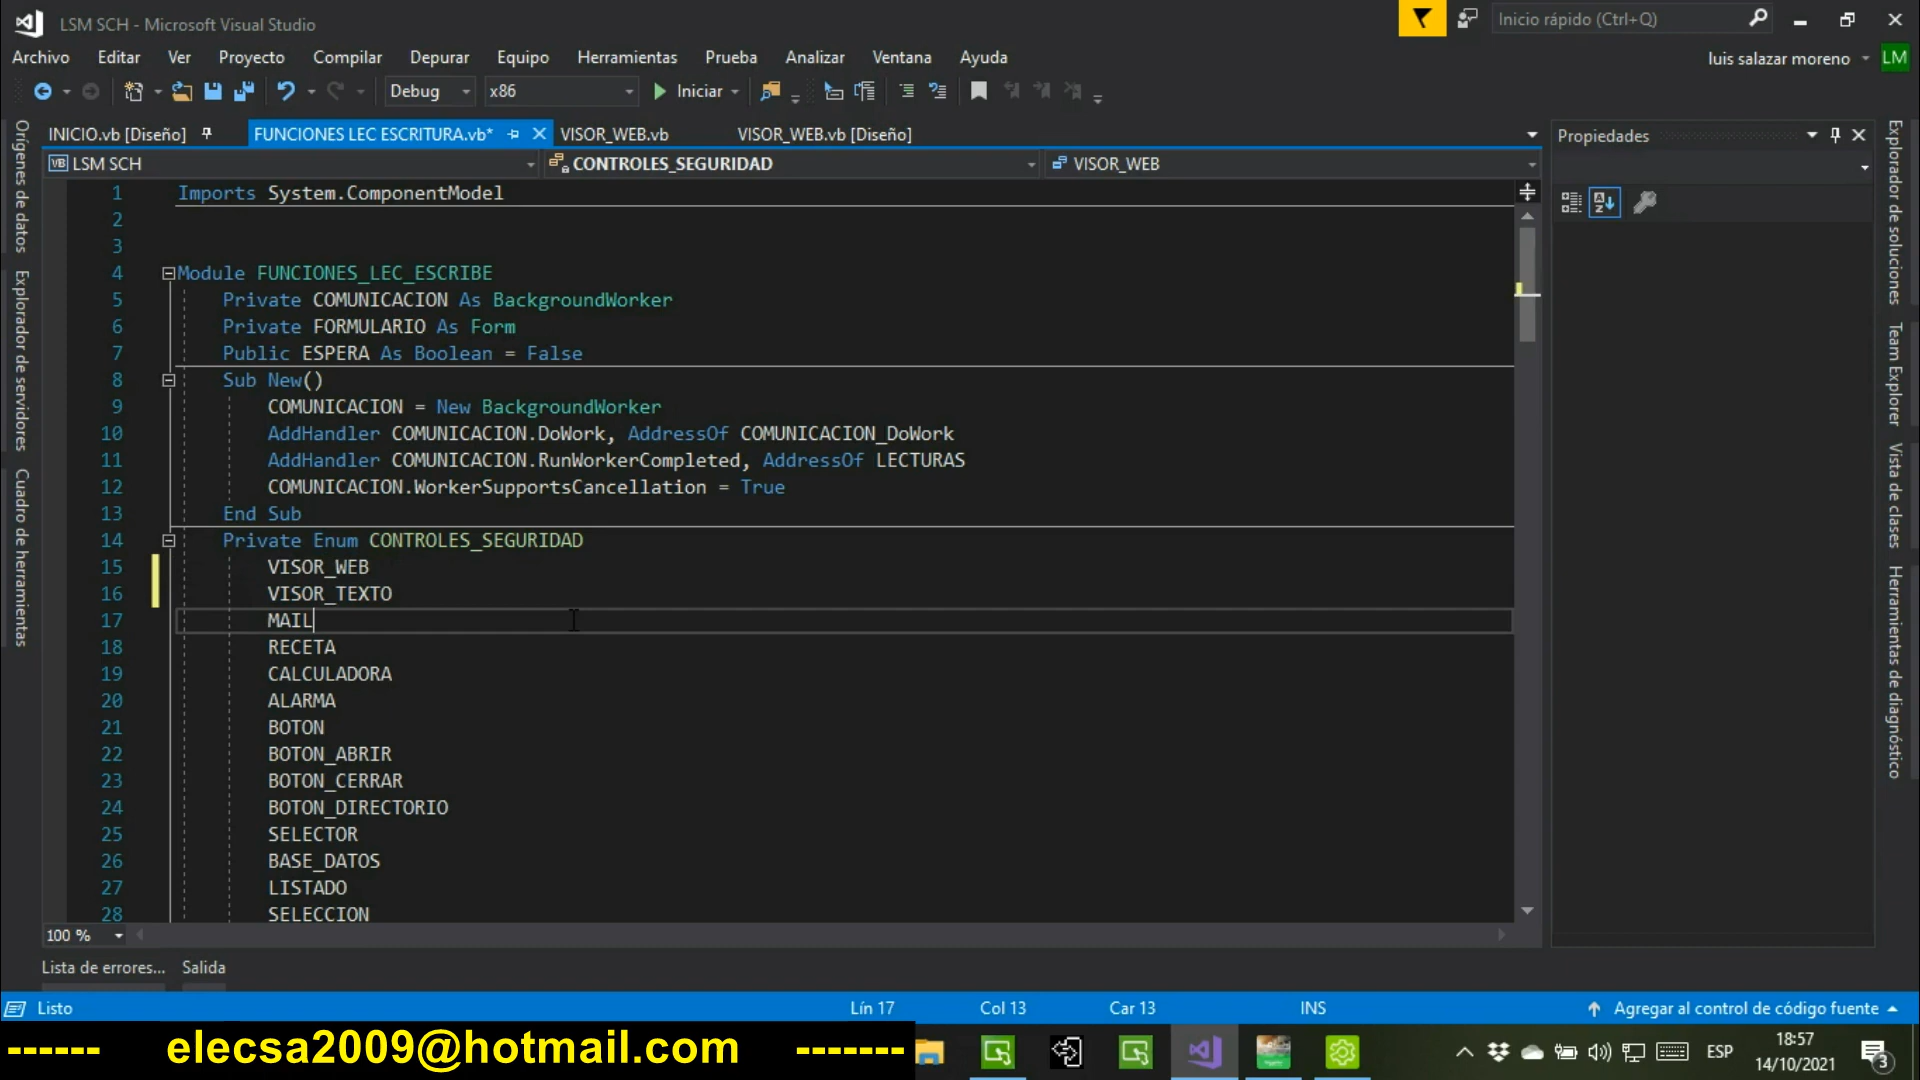 LSM SCH - Microsoft Visual Studio
Inicio rápido (Ctrl+Q)
Archivo Editar Ver Proyecto Compilar Depurar Equipo Herramientas Prueba Analizar Ventana Ayuda
luis salazar moreno LM
Debug x86 Iniciar
INICIO.vb [Diseño] FUNCIONES LEC ESCRITURA.vb* VISOR_WEB.vb VISOR_WEB.vb [Diseño]
LSM SCH CONTROLES_SEGURIDAD VISOR_WEB
1 Imports System.ComponentModel
2
3
4 Module FUNCIONES_LEC_ESCRIBE
5 Private COMUNICACION As BackgroundWorker
6 Private FORMULARIO As Form
7 Public ESPERA As Boolean = False
8 Sub New()
9 COMUNICACION = New BackgroundWorker
10 AddHandler COMUNICACION.DoWork, AddressOf COMUNICACION_DoWork
11 AddHandler COMUNICACION.RunWorkerCompleted, AddressOf LECTURAS
12 COMUNICACION.WorkerSupportsCancellation = True
13 End Sub
14 Private Enum CONTROLES_SEGURIDAD
15 VISOR_WEB
16 VISOR_TEXTO
17 MAIL
18 RECETA
19 CALCULADORA
20 ALARMA
21 BOTON
22 BOTON_ABRIR
23 BOTON_CERRAR
24 BOTON_DIRECTORIO
25 SELECTOR
26 BASE_DATOS
27 LISTADO
28 SELECCION
100 %
Orígenes de datos
Explorador de servidores
Cuadro de herramientas
Propiedades
Explorador de soluciones
Team Explorer
Vista de clases
Herramientas de diagnóstico
Lista de errores... Salida
Listo Lín 17 Col 13 Car 13 INS Agregar al control de código fuente
------ elecsa2009@hotmail.com -------
ESP
18:57
14/10/2021
3